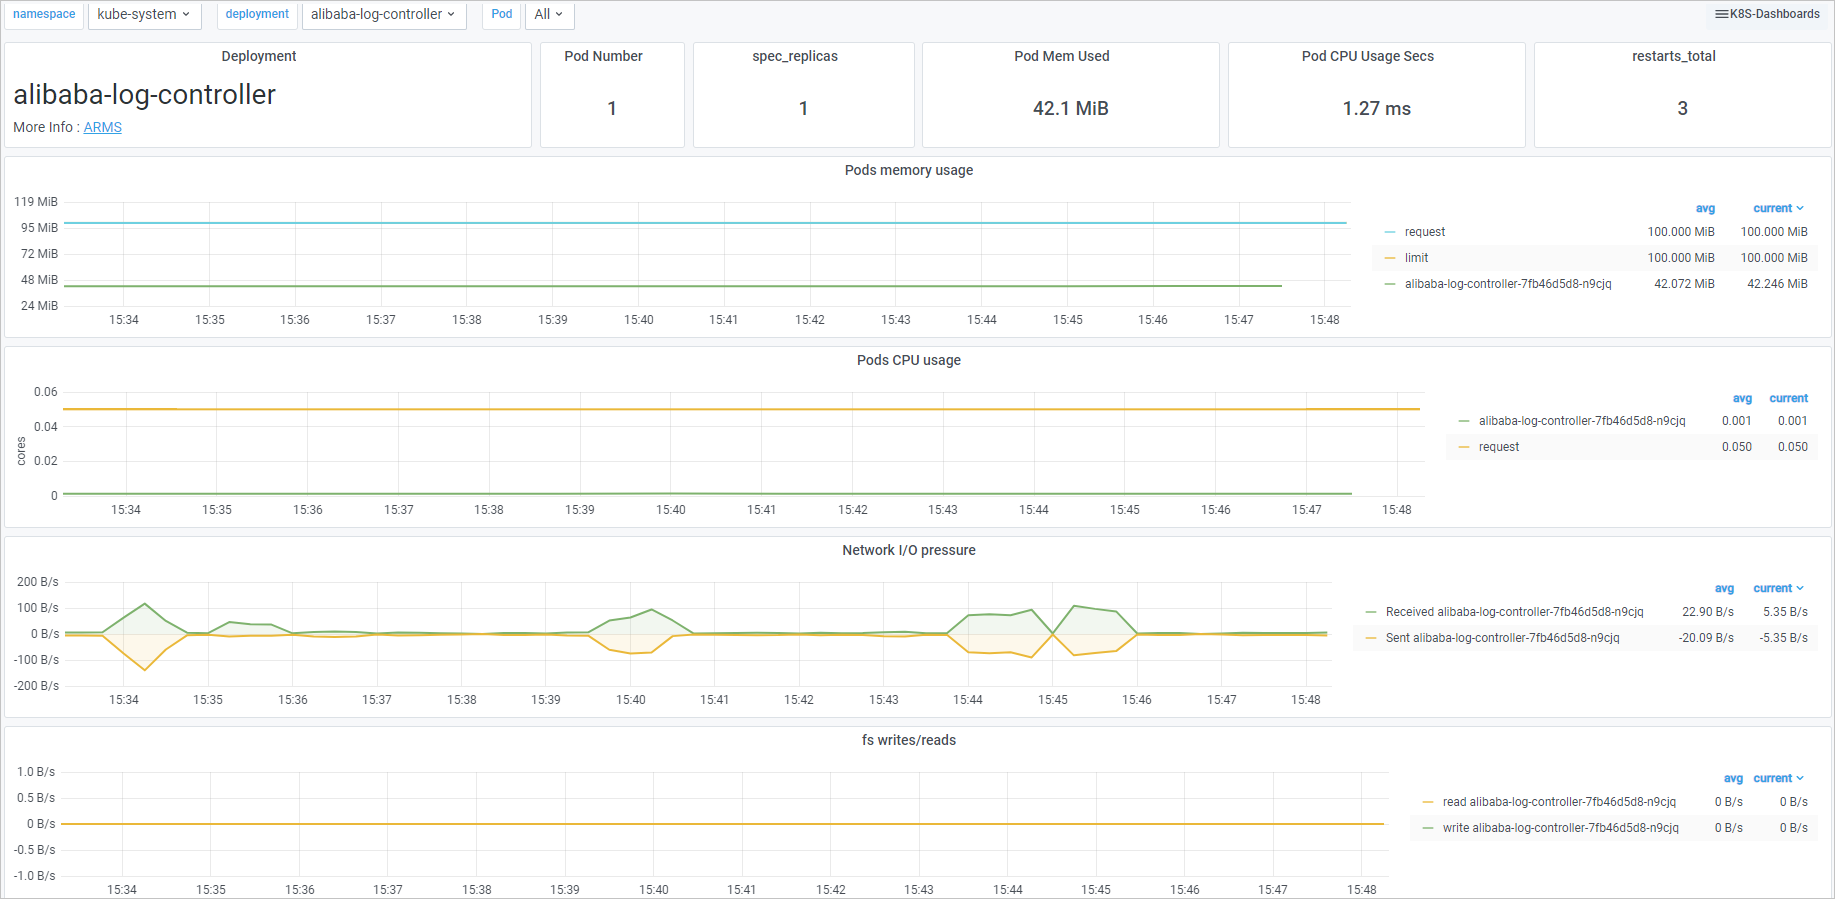 namespace kube-system deployment alibaba-log-controller Pod All K8S-Dashboards
Deployment
alibaba-log-controller
More Info : ARMS
Pod Number
1
spec_replicas
1
Pod Mem Used
42.1 MiB
Pod CPU Usage Secs
1.27 ms
restarts_total
3
Pods memory usage
119 MiB
95 MiB
72 MiB
48 MiB
24 MiB
15:34 15:35 15:36 15:37 15:38 15:39 15:40 15:41 15:42 15:43 15:44 15:45 15:46 15:47 15:48
avg current
request 100.000 MiB 100.000 MiB
limit 100.000 MiB 100.000 MiB
alibaba-log-controller-7fb46d5d8-n9cjq 42.072 MiB 42.246 MiB
Pods CPU usage
cores
0.06
0.04
0.02
0
15:34 15:35 15:36 15:37 15:38 15:39 15:40 15:41 15:42 15:43 15:44 15:45 15:46 15:47 15:48
avg current
alibaba-log-controller-7fb46d5d8-n9cjq 0.001 0.001
request 0.050 0.050
Network I/O pressure
200 B/s
100 B/s
0 B/s
-100 B/s
-200 B/s
15:34 15:35 15:36 15:37 15:38 15:39 15:40 15:41 15:42 15:43 15:44 15:45 15:46 15:47 15:48
avg current
Received alibaba-log-controller-7fb46d5d8-n9cjq 22.90 B/s 5.35 B/s
Sent alibaba-log-controller-7fb46d5d8-n9cjq -20.09 B/s -5.35 B/s
fs writes/reads
1.0 B/s
0.5 B/s
0 B/s
-0.5 B/s
-1.0 B/s
15:34 15:35 15:36 15:37 15:38 15:39 15:40 15:41 15:42 15:43 15:44 15:45 15:46 15:47 15:48
avg current
read alibaba-log-controller-7fb46d5d8-n9cjq 0 B/s 0 B/s
write alibaba-log-controller-7fb46d5d8-n9cjq 0 B/s 0 B/s